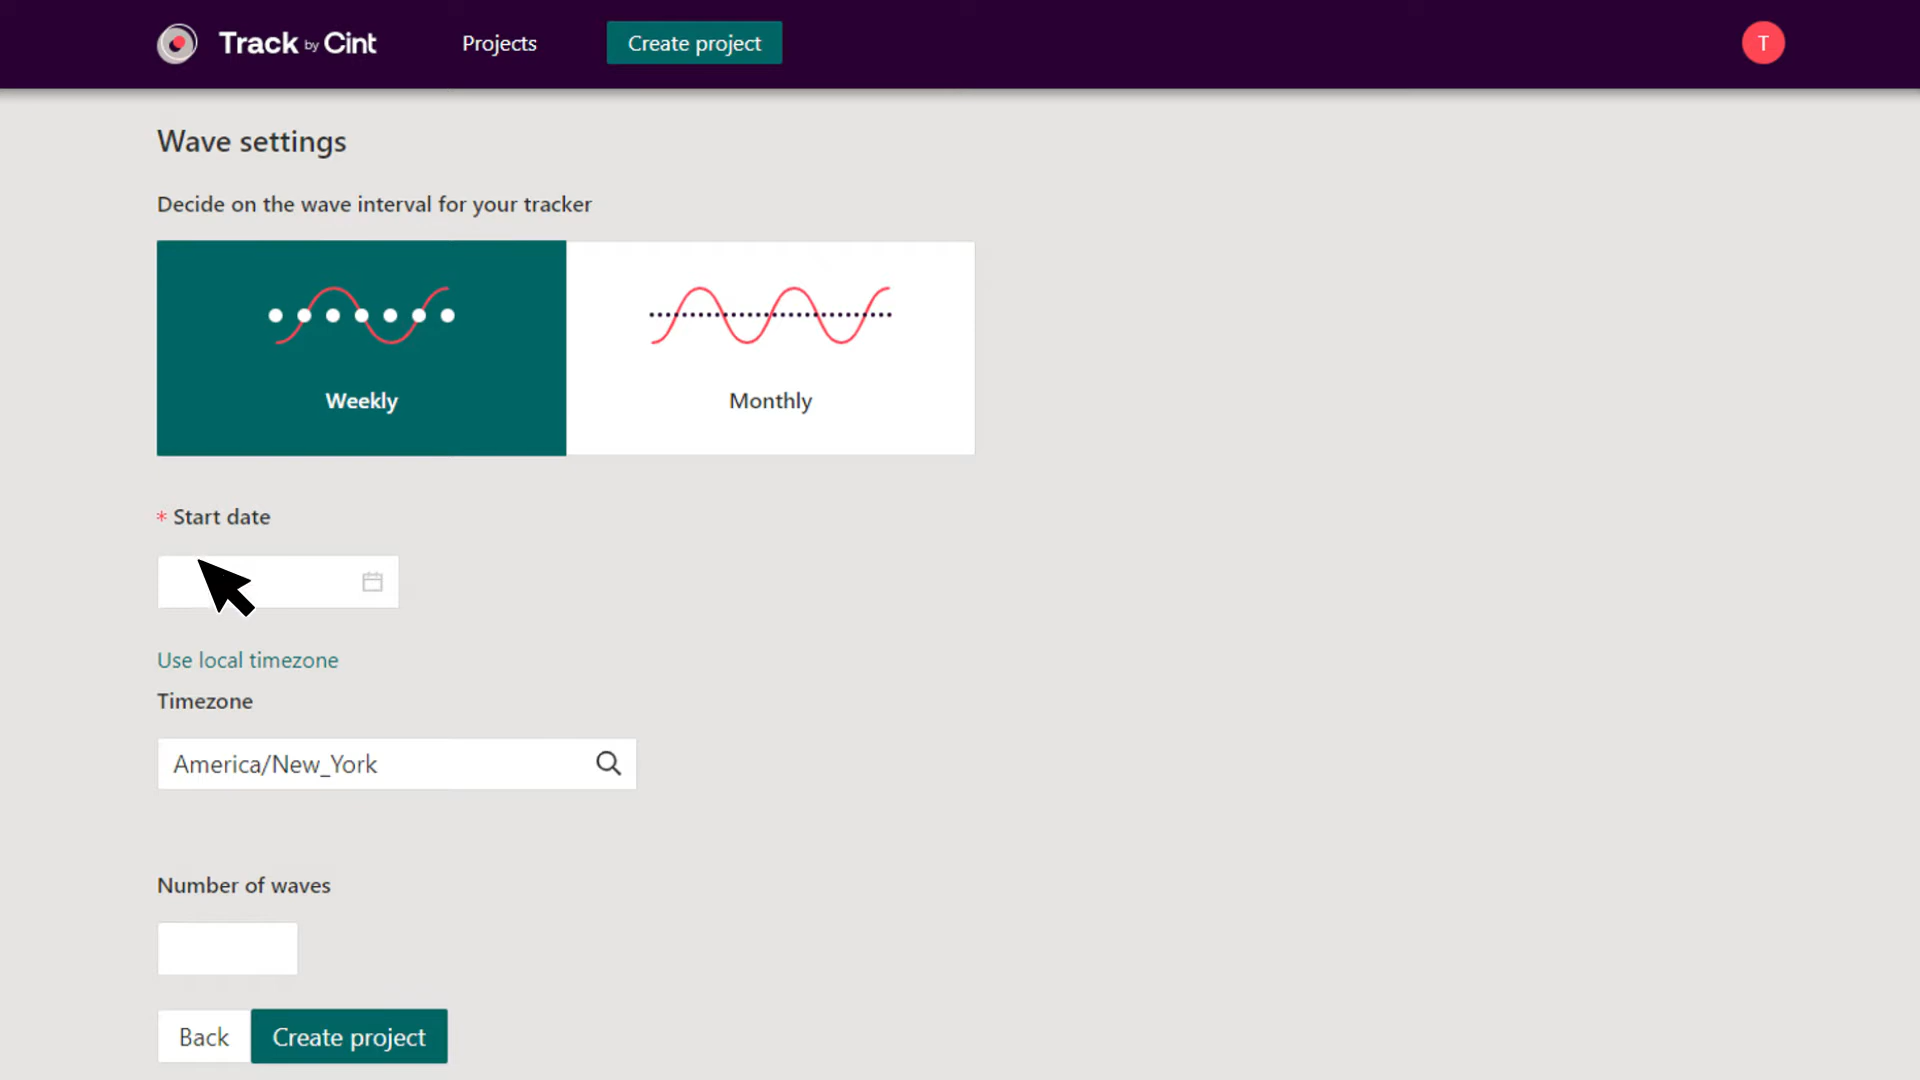 Track by Cint
Projects
Create project
T
Wave settings
Decide on the wave interval for your tracker
Weekly
Monthly
* Start date
Use local timezone
Timezone
America/New_York
Number of waves
Back
Create project